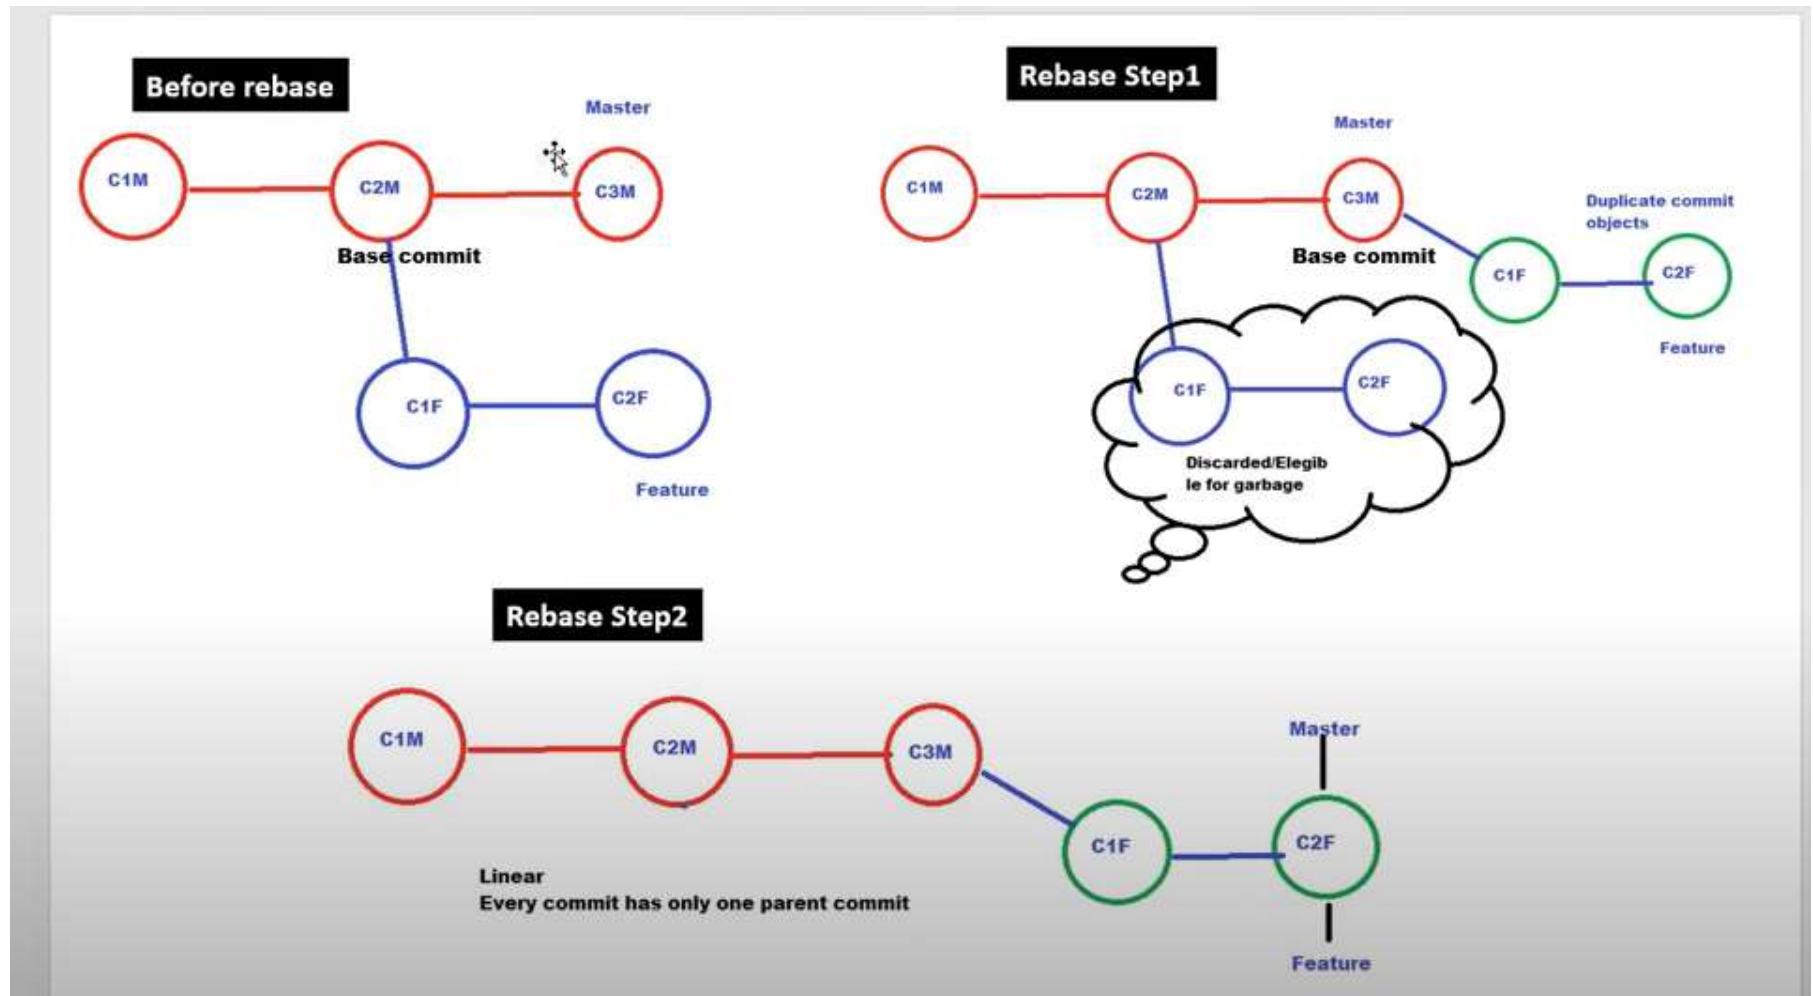 Before rebase
Master
C1M
C2M
C3M
Base commit
C1F
C2F
Feature
Rebase Step1
Master
C1M
C2M
C3M
Duplicate commit
objects
Base commit
C1F
C2F
Feature
C1F
C2F
Discarded/Elegib
le for garbage
Rebase Step2
C1M
C2M
C3M
Master
C1F
C2F
Linear
Every commit has only one parent commit
Feature